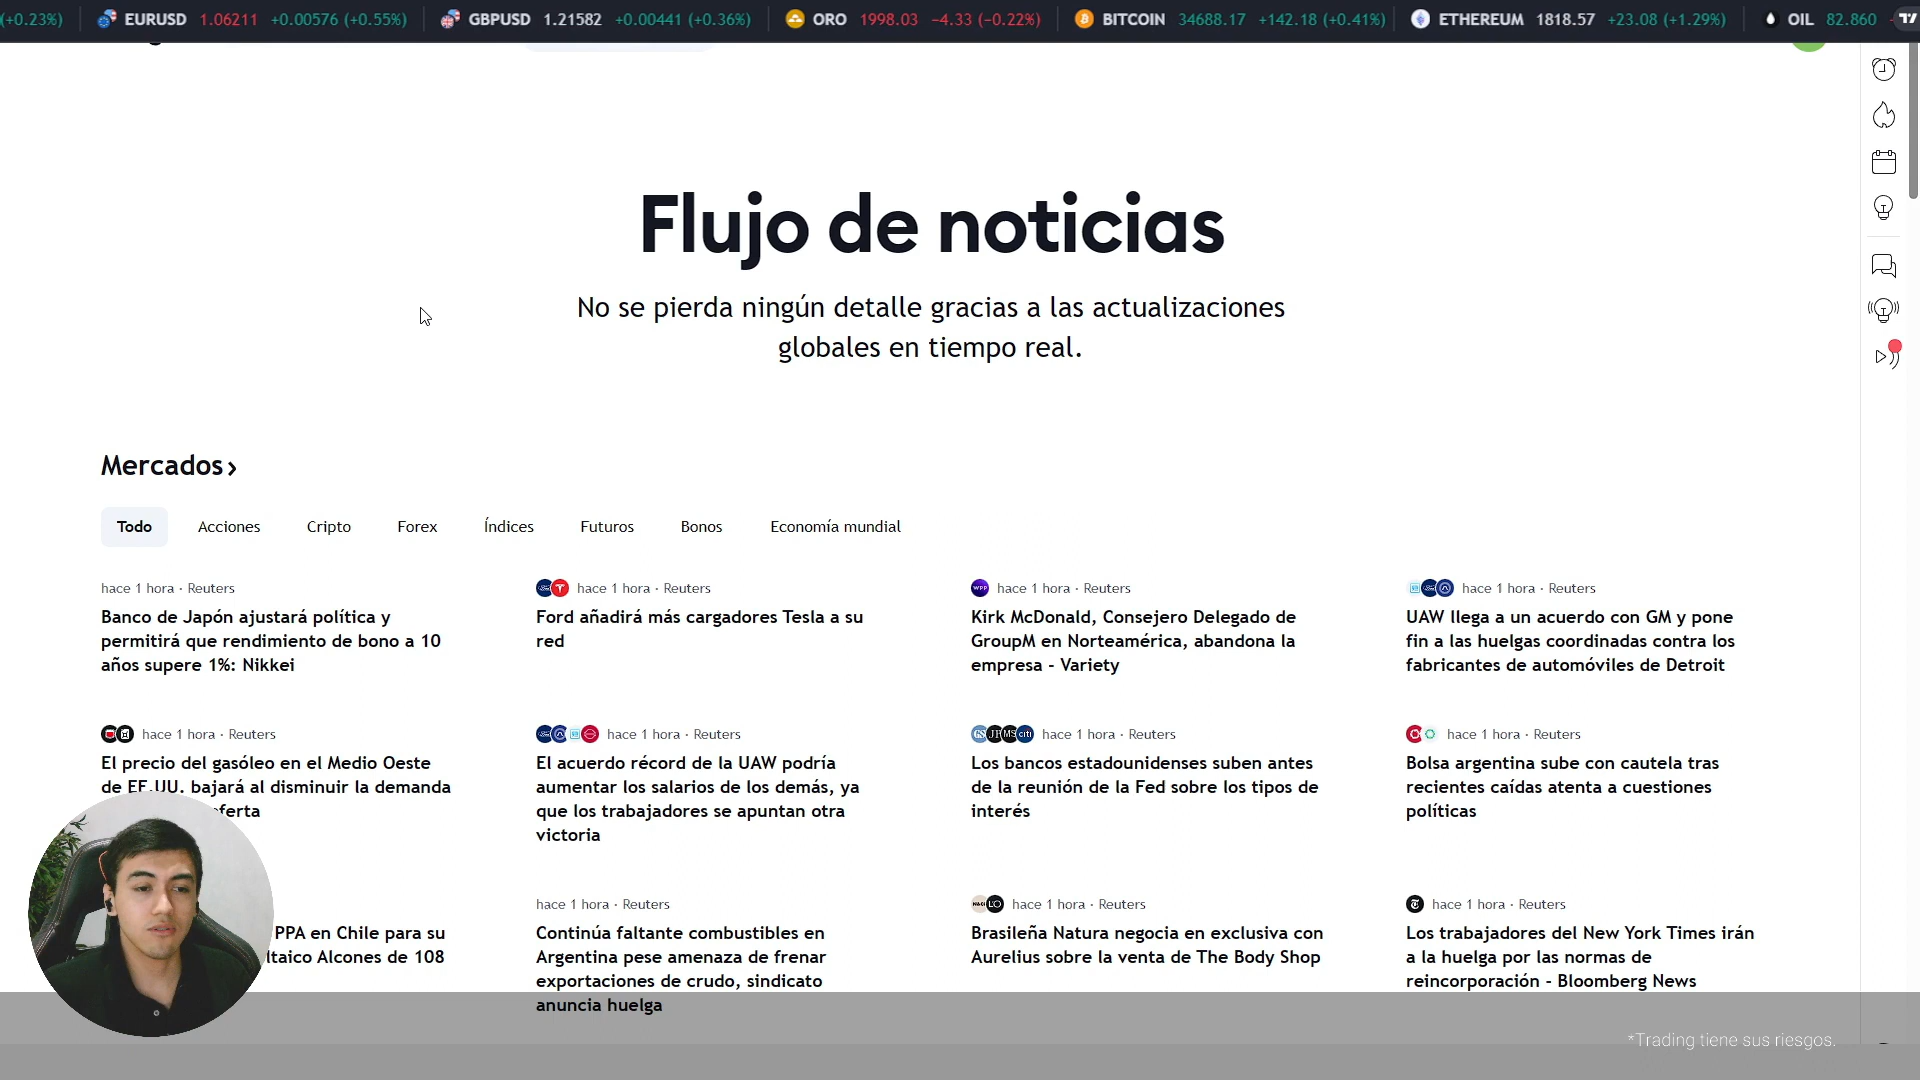 (+0.23%) EURUSD 1.06211 +0.00576 (+0.55%) GBPUSD 1.21582 +0.00441 (+0.36%) ORO 1998.03 −4.33 (−0.22%) BITCOIN 34688.17 +142.18 (+0.41%) ETHEREUM 1818.57 +23.08 (+1.29%) OIL 82.860
Flujo de noticias
No se pierda ningún detalle gracias a las actualizaciones
globales en tiempo real.
Mercados ›
Todo Acciones Cripto Forex Índices Futuros Bonos Economía mundial
hace 1 hora · Reuters
Banco de Japón ajustará política y
permitirá que rendimiento de bono a 10
años supere 1%: Nikkei
hace 1 hora · Reuters
Ford añadirá más cargadores Tesla a su
red
hace 1 hora · Reuters
Kirk McDonald, Consejero Delegado de
GroupM en Norteamérica, abandona la
empresa - Variety
hace 1 hora · Reuters
UAW llega a un acuerdo con GM y pone
fin a las huelgas coordinadas contra los
fabricantes de automóviles de Detroit
hace 1 hora · Reuters
El precio del gasóleo en el Medio Oeste
de EE.UU. bajará al disminuir la demanda
ferta
hace 1 hora · Reuters
El acuerdo récord de la UAW podría
aumentar los salarios de los demás, ya
que los trabajadores se apuntan otra
victoria
hace 1 hora · Reuters
Los bancos estadounidenses suben antes
de la reunión de la Fed sobre los tipos de
interés
hace 1 hora · Reuters
Bolsa argentina sube con cautela tras
recientes caídas atenta a cuestiones
políticas
PPA en Chile para su
ltaico Alcones de 108
hace 1 hora · Reuters
Continúa faltante combustibles en
Argentina pese amenaza de frenar
exportaciones de crudo, sindicato
anuncia huelga
hace 1 hora · Reuters
Brasileña Natura negocia en exclusiva con
Aurelius sobre la venta de The Body Shop
hace 1 hora · Reuters
Los trabajadores del New York Times irán
a la huelga por las normas de
reincorporación - Bloomberg News
*Trading tiene sus riesgos.